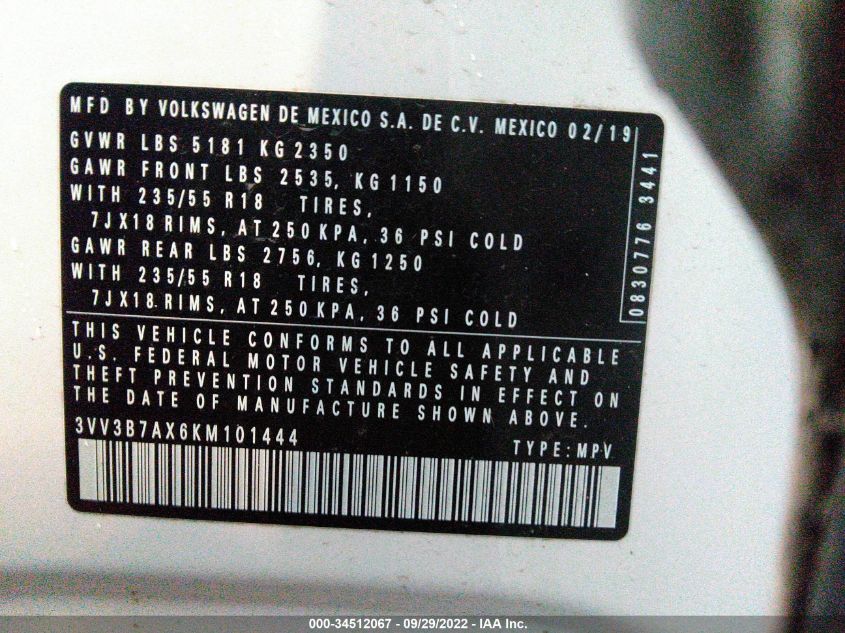 MFD BY VOLKSWAGEN DE MEXICO S.A. DE C.V. MEXICO 02/19
GVWR LBS 5181 KG 2350
GAWR FRONT LBS 2535, KG 1150
WITH 235/55 R18 TIRES,
7JX18 RIMS, AT 250 KPA, 36 PSI COLD
GAWR REAR LBS 2756, KG 1250
WITH 235/55 R18 TIRES,
7JX18 RIMS, AT 250 KPA, 36 PSI COLD
0830776 3441
THIS VEHICLE CONFORMS TO ALL APPLICABLE
U.S. FEDERAL MOTOR VEHICLE SAFETY AND
THEFT PREVENTION STANDARDS IN EFFECT ON
THE DATE OF MANUFACTURE SHOWN ABOVE.
3VV3B7AX6KM101444 TYPE: MPV
000-34512067 - 09/29/2022 - IAA Inc.